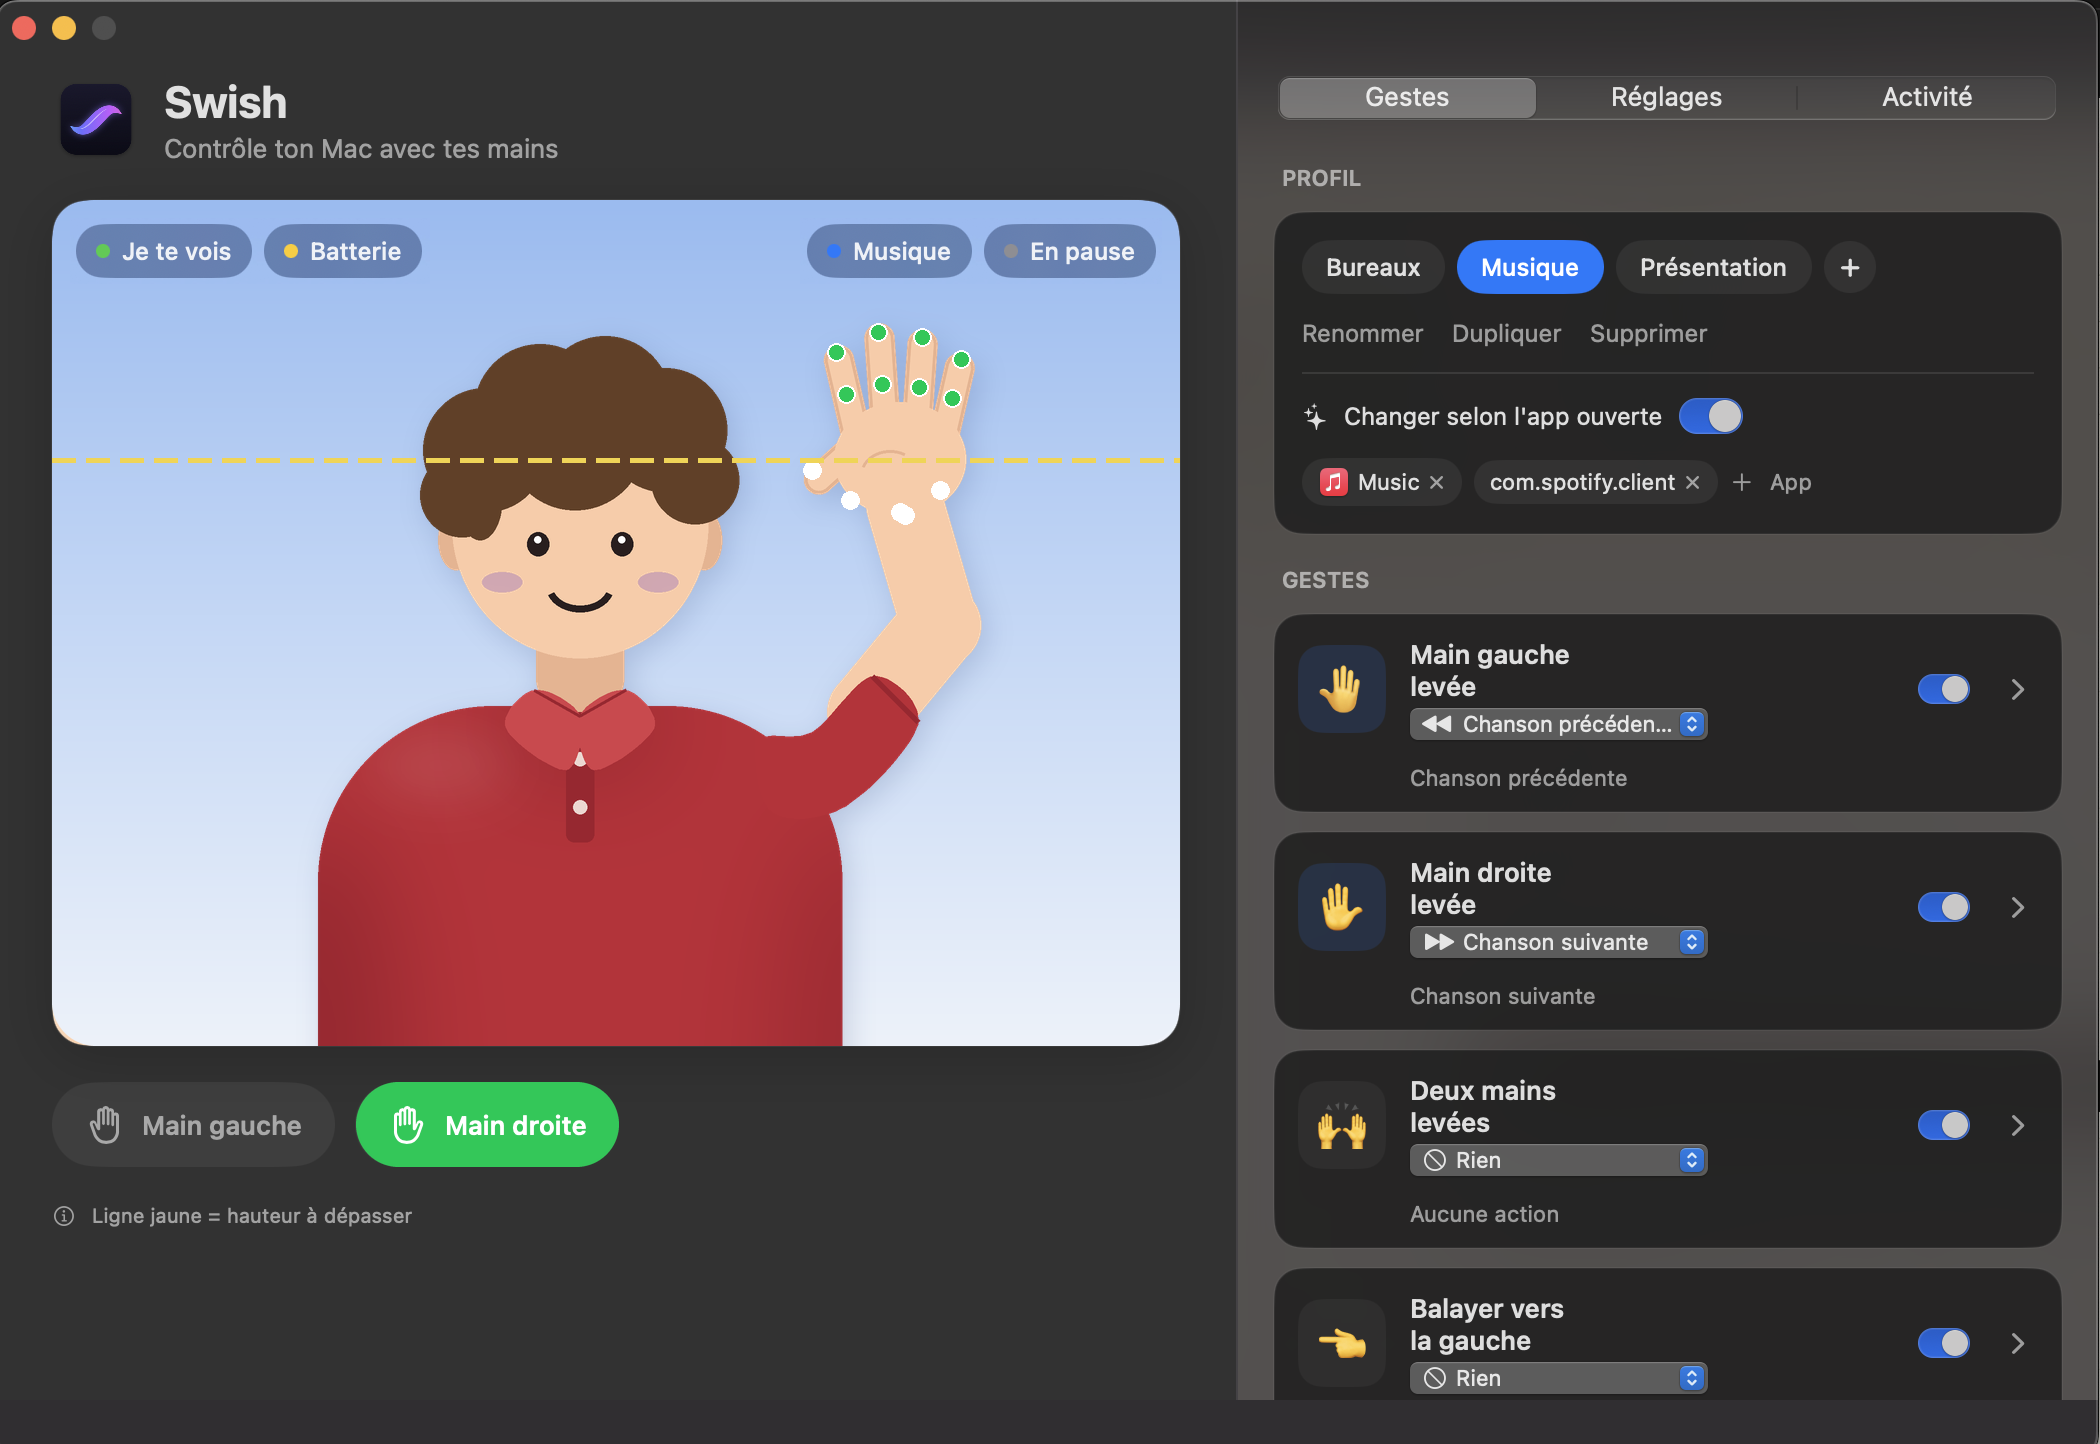 Swish
Contrôle ton Mac avec tes mains
Je te vois
Batterie
Musique
En pause
Main gauche
Main droite
Ligne jaune = hauteur à dépasser
Gestes
Réglages
Activité
PROFIL
Bureaux
Musique
Présentation
+
Renommer
Dupliquer
Supprimer
Changer selon l'app ouverte
Music ×
com.spotify.client ×
+ App
GESTES
Main gauche
levée
Chanson précéden...
Chanson précédente
Main droite
levée
Chanson suivante
Chanson suivante
Deux mains
levées
Rien
Aucune action
Balayer vers
la gauche
Rien